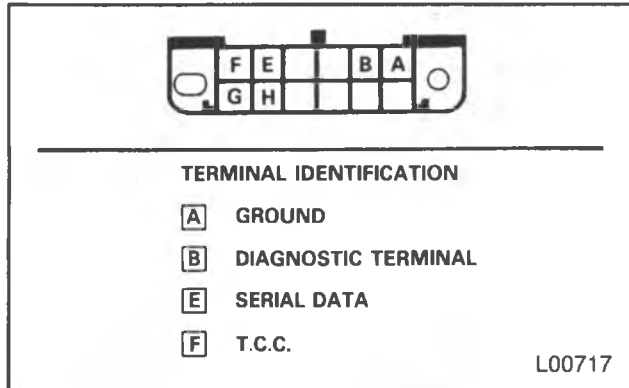 F E B A
G H
TERMINAL IDENTIFICATION
A GROUND
B DIAGNOSTIC TERMINAL
E SERIAL DATA
F T.C.C.
L00717